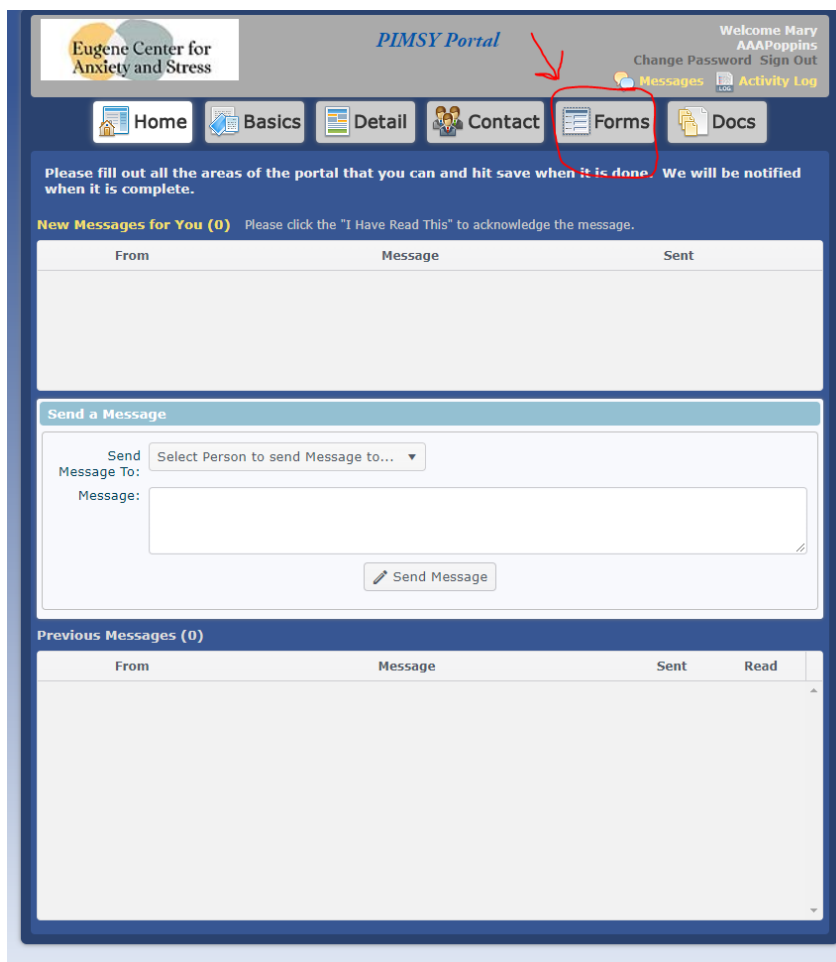 Eugene Center for
Anxiety and Stress
PIMSY Portal
Welcome Mary
AAAPoppins
Change Password Sign Out
Messages Activity Log
Home Basics Detail Contact Forms Docs
Please fill out all the areas of the portal that you can and hit save when it is done. We will be notified
when it is complete.
New Messages for You (0) Please click the "I Have Read This" to acknowledge the message.
From Message Sent
Send a Message
Send
Message To:
Select Person to send Message to...
Message:
Send Message
Previous Messages (0)
From Message Sent Read